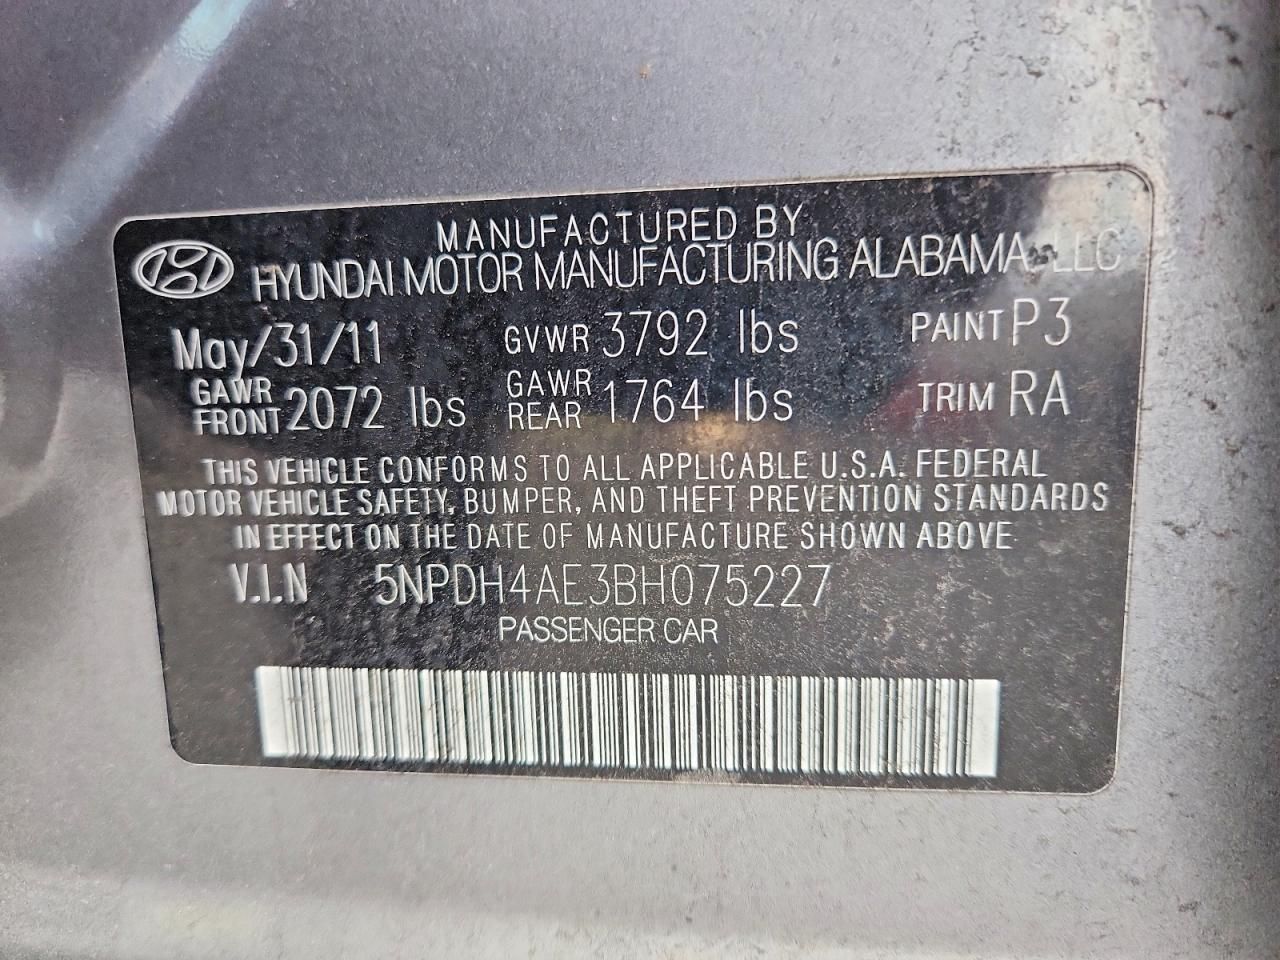 MANUFACTURED BY
HYUNDAI MOTOR MANUFACTURING ALABAMA, LLC
May/31/11 GVWR 3792 lbs PAINT P3
GAWR FRONT 2072 lbs GAWR REAR 1764 lbs TRIM RA
THIS VEHICLE CONFORMS TO ALL APPLICABLE U.S.A. FEDERAL
MOTOR VEHICLE SAFETY, BUMPER, AND THEFT PREVENTION STANDARDS
IN EFFECT ON THE DATE OF MANUFACTURE SHOWN ABOVE
V.I.N 5NPDH4AE3BH075227
PASSENGER CAR